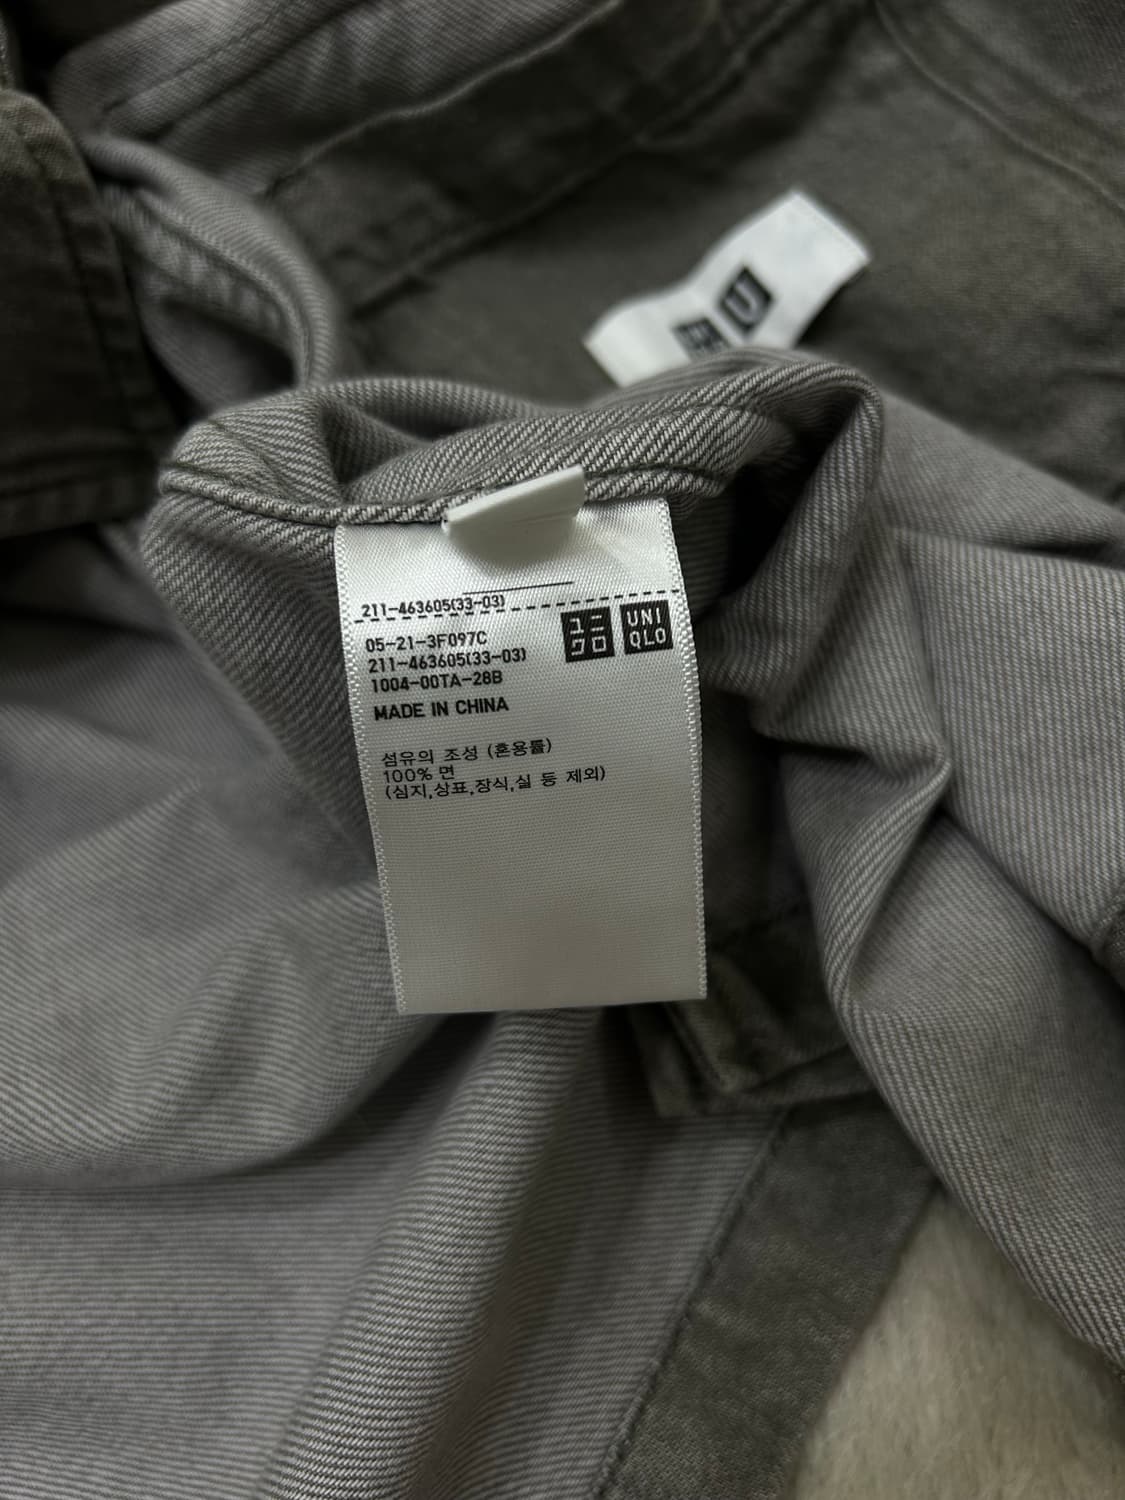 U
211-463605(33-03)
05-21-3F097C
211-463605(33-03)
1004-00TA-28B
MADE IN CHINA
ユニ
クロ
UNI
QLO
섬유의 조성 (혼용률)
100% 면
(심지,상표,장식,실 등 제외)